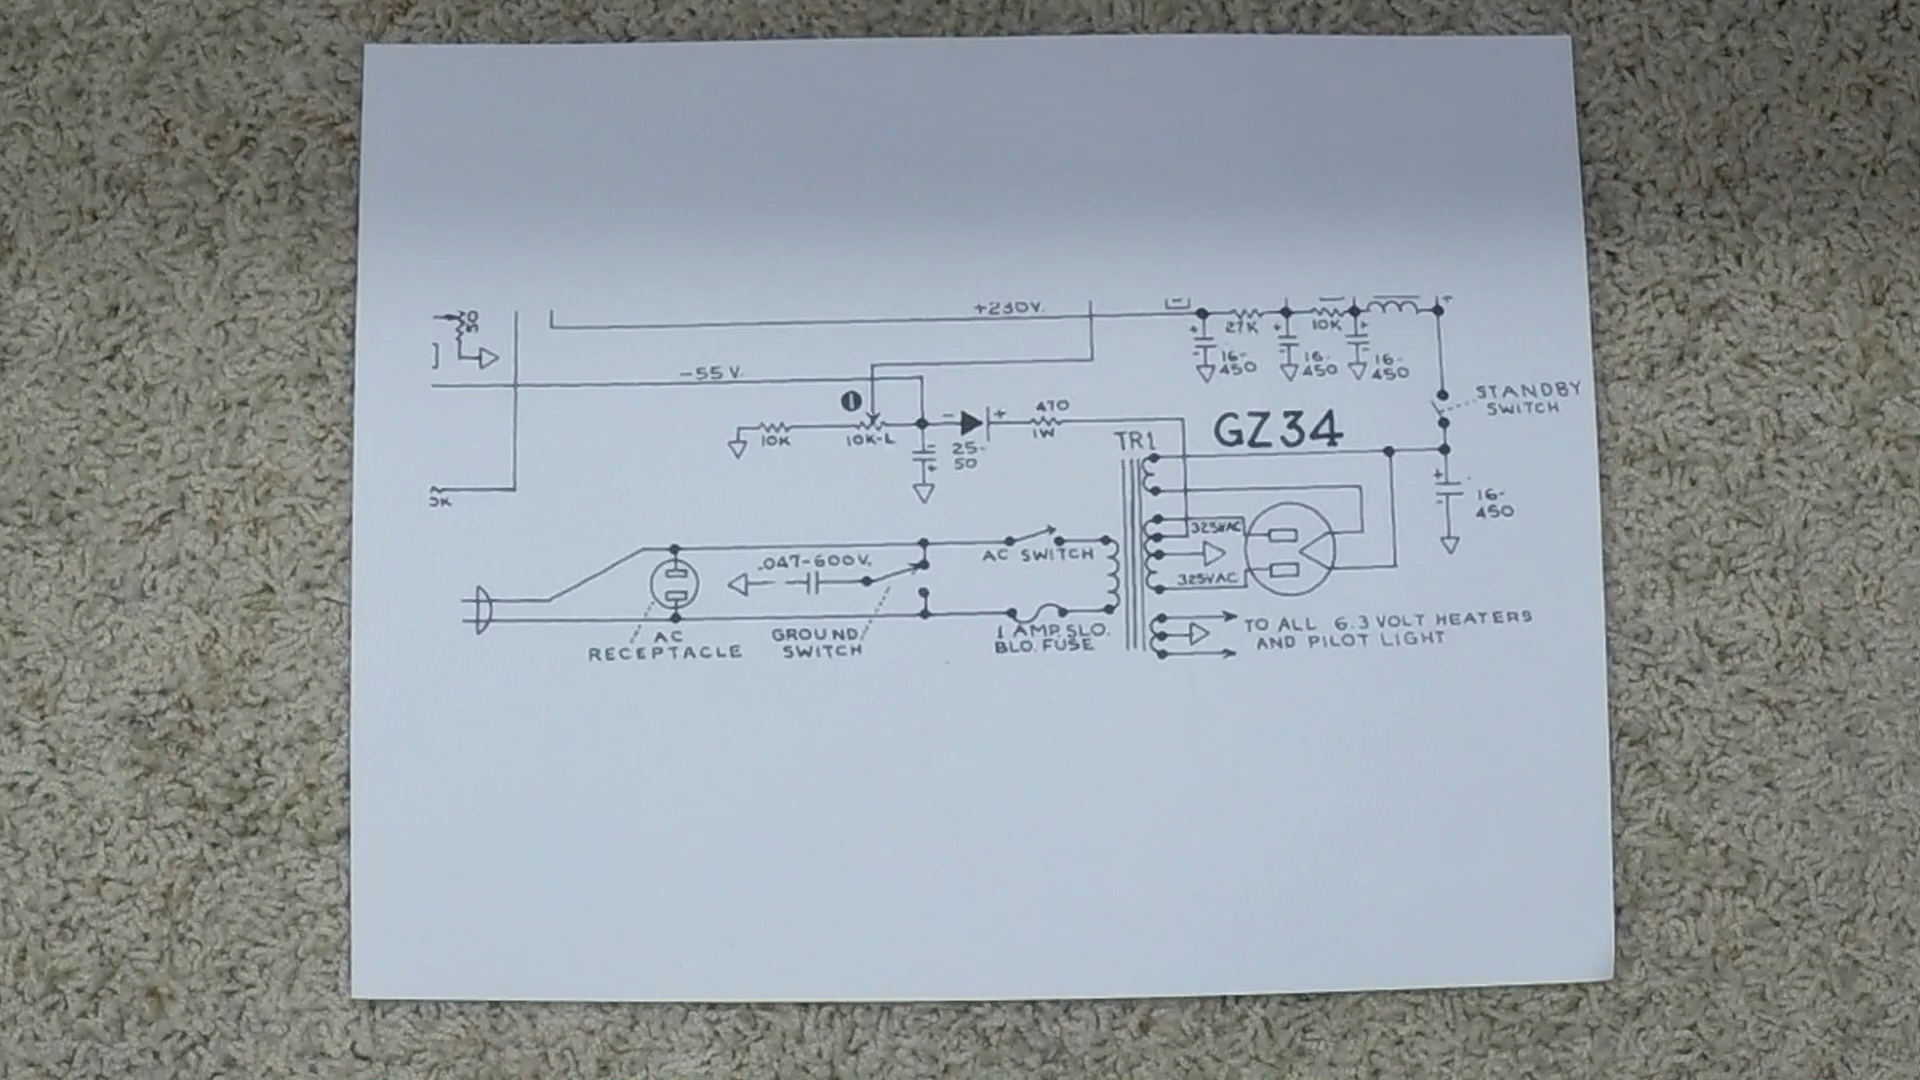 +230V.
27K
10K
16-
450
16-
450
16-
450
-55 V.
STANDBY
SWITCH
470
1W
10K
10K-L
25-
50
TR1
GZ34
16-
450
325VAC
325VAC
AC SWITCH
.047-600V.
AC
RECEPTACLE
GROUND
SWITCH
1 AMP. SLO.
BLO. FUSE
TO ALL 6.3 VOLT HEATERS
AND PILOT LIGHT